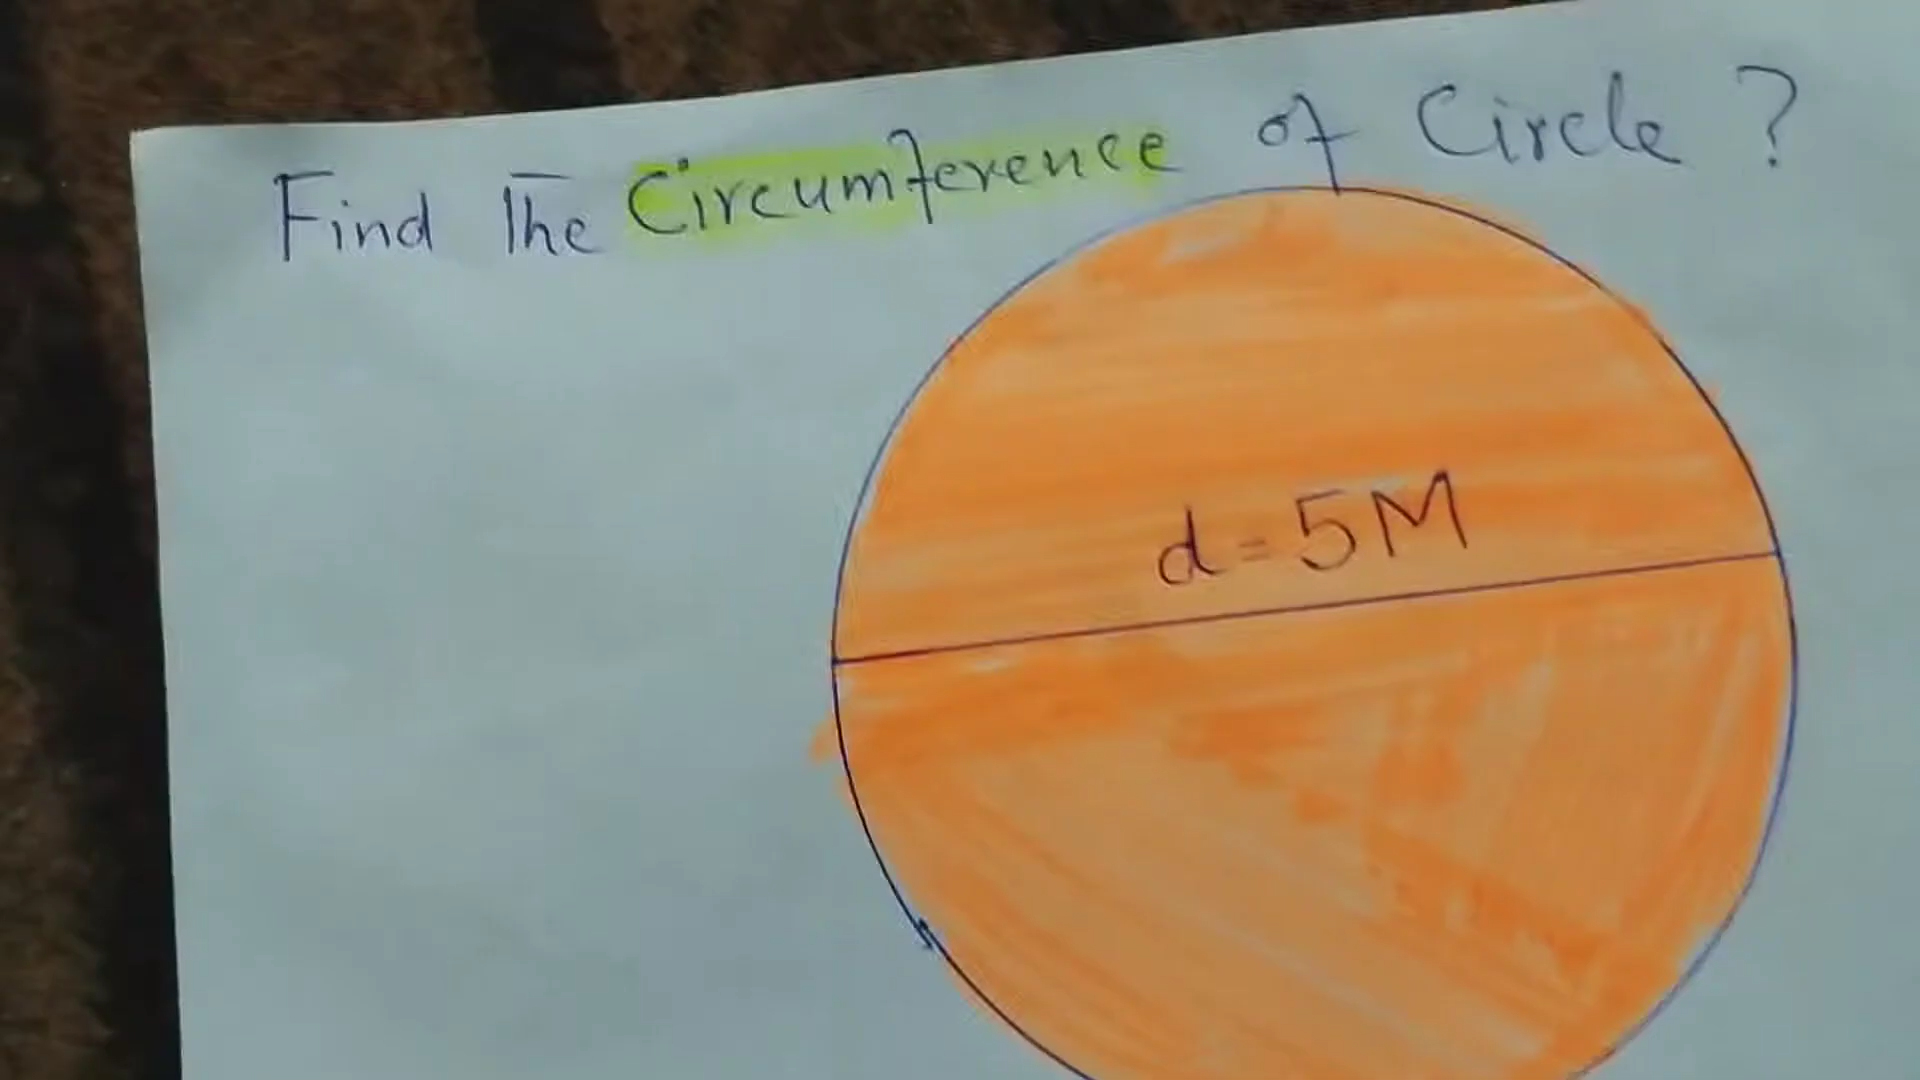 Find The Circumference of Circle ?
d = 5M